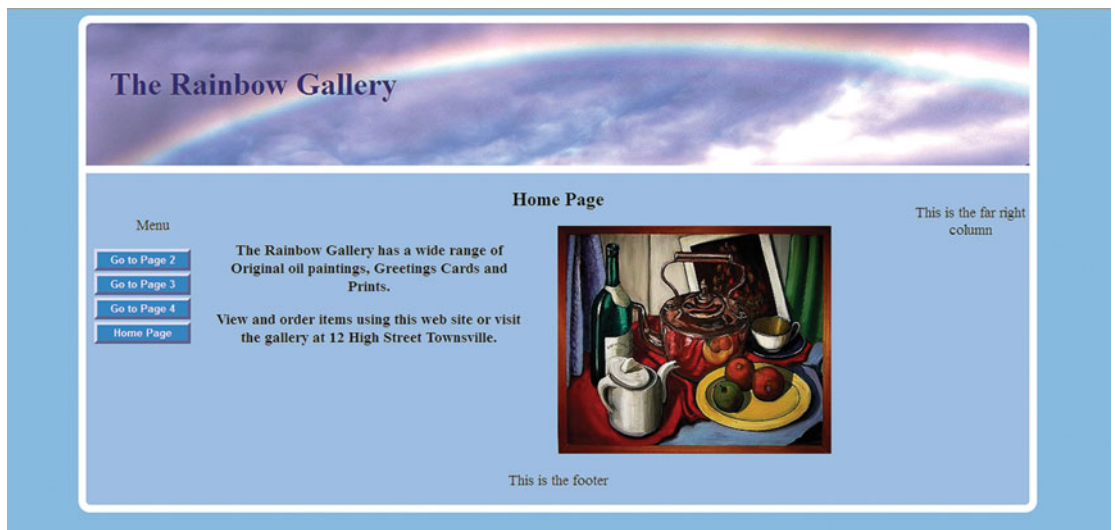 The Rainbow Gallery
Home Page
This is the far right
column
Menu
Go to Page 2
Go to Page 3
Go to Page 4
Home Page
The Rainbow Gallery has a wide range of
Original oil paintings, Greetings Cards and
Prints.
View and order items using this web site or visit
the gallery at 12 High Street Townsville.
This is the footer